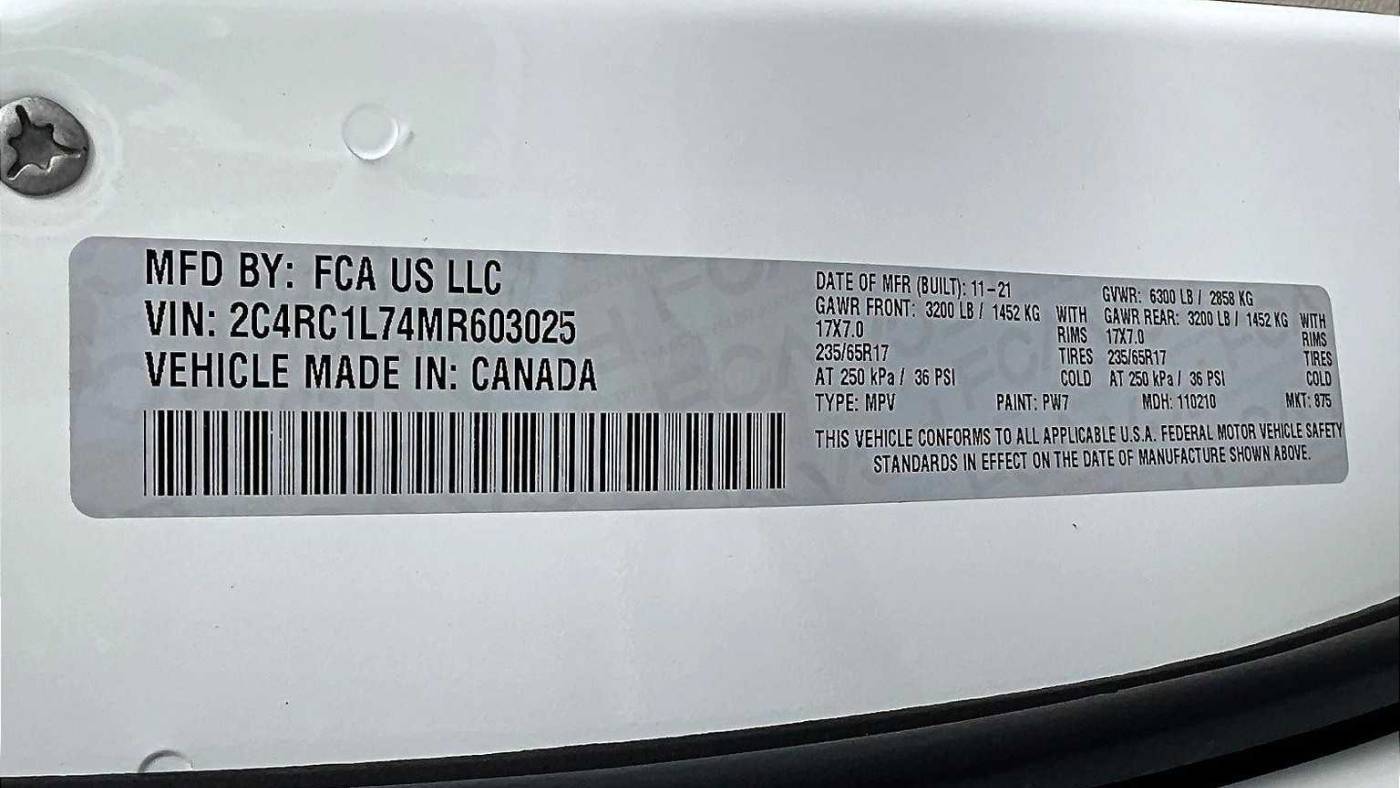 MFD BY: FCA US LLC
VIN: 2C4RC1L74MR603025
VEHICLE MADE IN: CANADA
DATE OF MFR (BUILT): 11-21 GVWR: 6300 LB / 2858 KG
GAWR FRONT: 3200 LB / 1452 KG WITH GAWR REAR: 3200 LB / 1452 KG WITH
17X7.0 RIMS 17X7.0 RIMS
235/65R17 TIRES 235/65R17 TIRES
AT 250 kPa / 36 PSI COLD AT 250 kPa / 36 PSI COLD
TYPE: MPV PAINT: PW7 MDH: 110210 MKT: 875
THIS VEHICLE CONFORMS TO ALL APPLICABLE U.S.A. FEDERAL MOTOR VEHICLE SAFETY
STANDARDS IN EFFECT ON THE DATE OF MANUFACTURE SHOWN ABOVE.